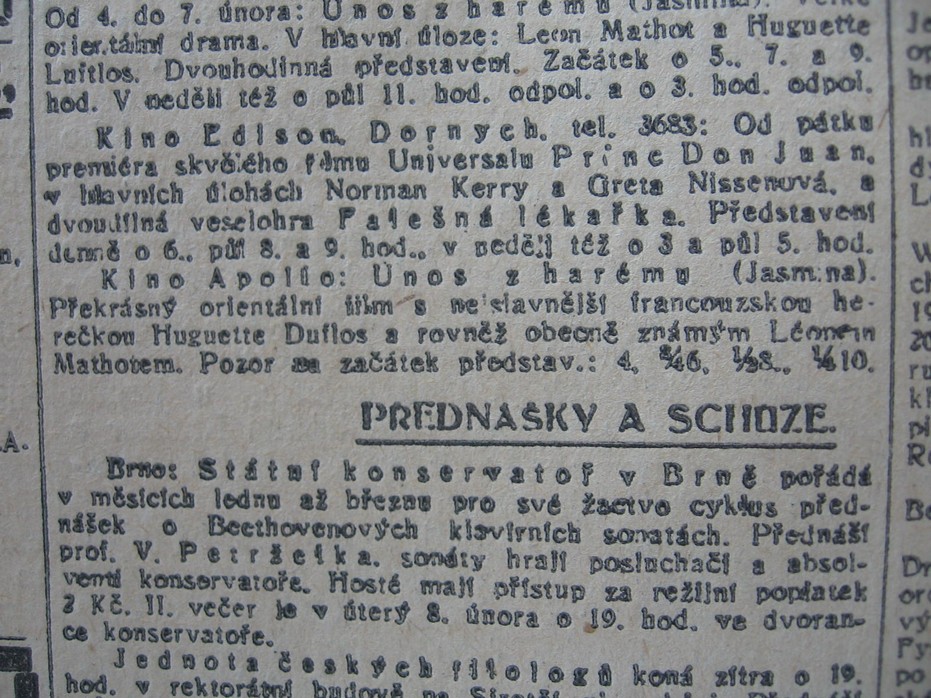 Od 4. do 7. února: Únos z harému (Jasmina). Velké
orientální drama. V hlavní úloze: Leon Mathot a Huguette
Luflos. Dvouhodinná představení. Začátek o 5., 7. a 9.
hod. V neděli též o půl 11. hod. odpol. a o 3. hod. odpol.
Kino Edison, Dornych, tel. 3683: Od pátku
premiéra skvělého filmu Universalu Princ Don Juan,
v hlavních úlohách Norman Kerry a Greta Nissenová, a
dvoudílná veselohra Falešná lékařka. Představení
denně o 6., půl 8. a 9. hod., v neděli též o 3 a půl 5. hod.
Kino Apollo: Únos z harému (Jasmina).
Překrásný orientální film s nejslavnější francouzskou he-
rečkou Huguette Duflos a rovněž obecně známým Léonem
Mathotem. Pozor na začátek představ.: 4, ¾6, ½8., ¼10.
PŘEDNÁŠKY A SCHŮZE.
Brno: Státní konservatoř v Brně pořádá
v měsících lednu až březnu pro své žactvo cyklus před-
nášek o Beethovenových klavírních sonatách. Přednáší
prof. V. Petrželka, sonáty hrají posluchači a absol-
venti konservatoře. Hosté mají přístup za režijní poplatek
2 Kč. II. večer je v úterý 8. února o 19. hod. ve dvoran-
ce konservatoře.
Jednota českých filologů koná zítra o 19.
hod. v rektorátní budově na